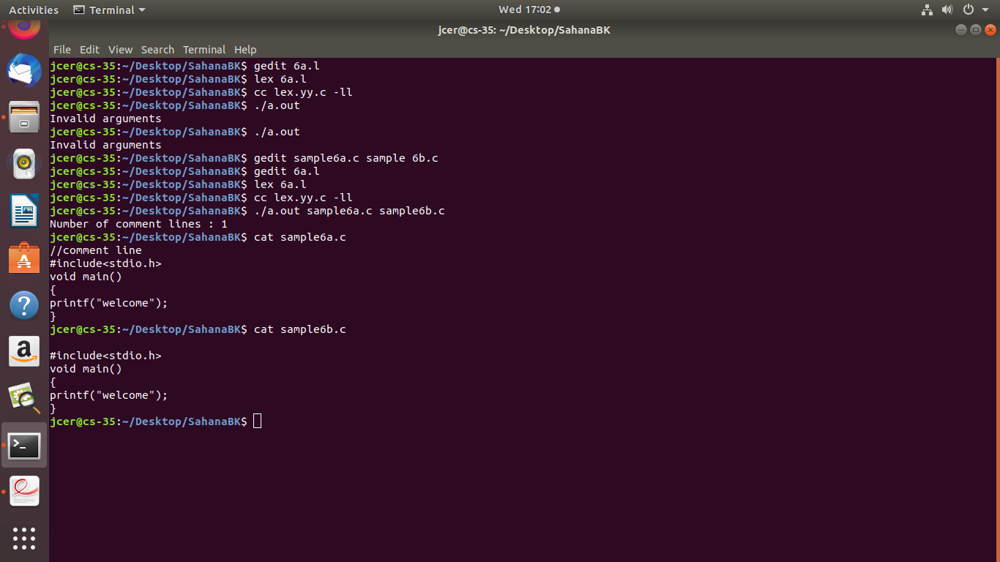 Activities Terminal Wed 17:02
jcer@cs-35: ~/Desktop/SahanaBK
File Edit View Search Terminal Help
jcer@cs-35:~/Desktop/SahanaBK$ gedit 6a.l
jcer@cs-35:~/Desktop/SahanaBK$ lex 6a.l
jcer@cs-35:~/Desktop/SahanaBK$ cc lex.yy.c -ll
jcer@cs-35:~/Desktop/SahanaBK$ ./a.out
Invalid arguments
jcer@cs-35:~/Desktop/SahanaBK$ ./a.out
Invalid arguments
jcer@cs-35:~/Desktop/SahanaBK$ gedit sample6a.c sample 6b.c
jcer@cs-35:~/Desktop/SahanaBK$ gedit 6a.l
jcer@cs-35:~/Desktop/SahanaBK$ lex 6a.l
jcer@cs-35:~/Desktop/SahanaBK$ cc lex.yy.c -ll
jcer@cs-35:~/Desktop/SahanaBK$ ./a.out sample6a.c sample6b.c
Number of comment lines : 1
jcer@cs-35:~/Desktop/SahanaBK$ cat sample6a.c
//comment line
#include<stdio.h>
void main()
{
printf("welcome");
}
jcer@cs-35:~/Desktop/SahanaBK$ cat sample6b.c

#include<stdio.h>
void main()
{
printf("welcome");
}
jcer@cs-35:~/Desktop/SahanaBK$